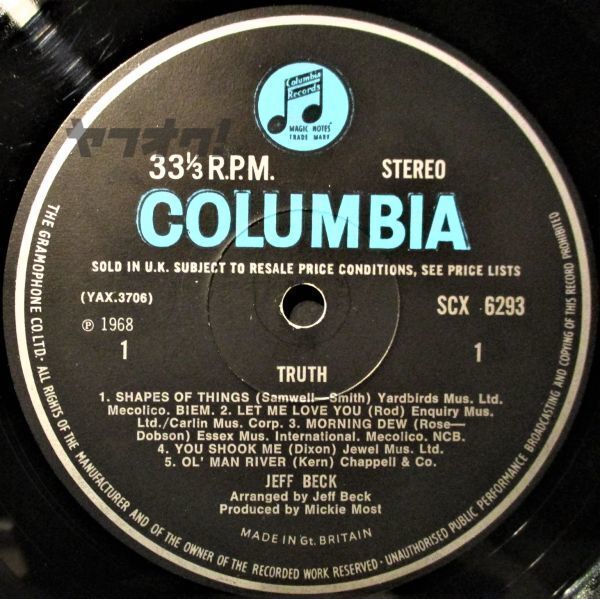 Columbia
Records
MAGIC NOTES
TRADE MARK
ヤフオク!
33⅓ R.P.M.
STEREO
COLUMBIA
SOLD IN U.K. SUBJECT TO RESALE PRICE CONDITIONS, SEE PRICE LISTS
(YAX.3706)
SCX 6293
℗ 1968
1
1
TRUTH
1. SHAPES OF THINGS (Samwell—Smith) Yardbirds Mus. Ltd.
Mecolico. BIEM. 2. LET ME LOVE YOU (Rod) Enquiry Mus.
Ltd./Carlin Mus. Corp. 3. MORNING DEW (Rose—
Dobson) Essex Mus. International. Mecolico. NCB.
4. YOU SHOOK ME (Dixon) Jewel Mus. Ltd.
5. OL' MAN RIVER (Kern) Chappell & Co.
JEFF BECK
Arranged by Jeff Beck
Produced by Mickie Most
MADE IN Gt. BRITAIN
THE GRAMOPHONE CO. LTD. · ALL RIGHTS OF THE MANUFACTURER AND OF THE OWNER OF THE RECORDED WORK RESERVED · UNAUTHORISED PUBLIC PERFORMANCE BROADCASTING AND COPYING OF THIS RECORD PROHIBITED